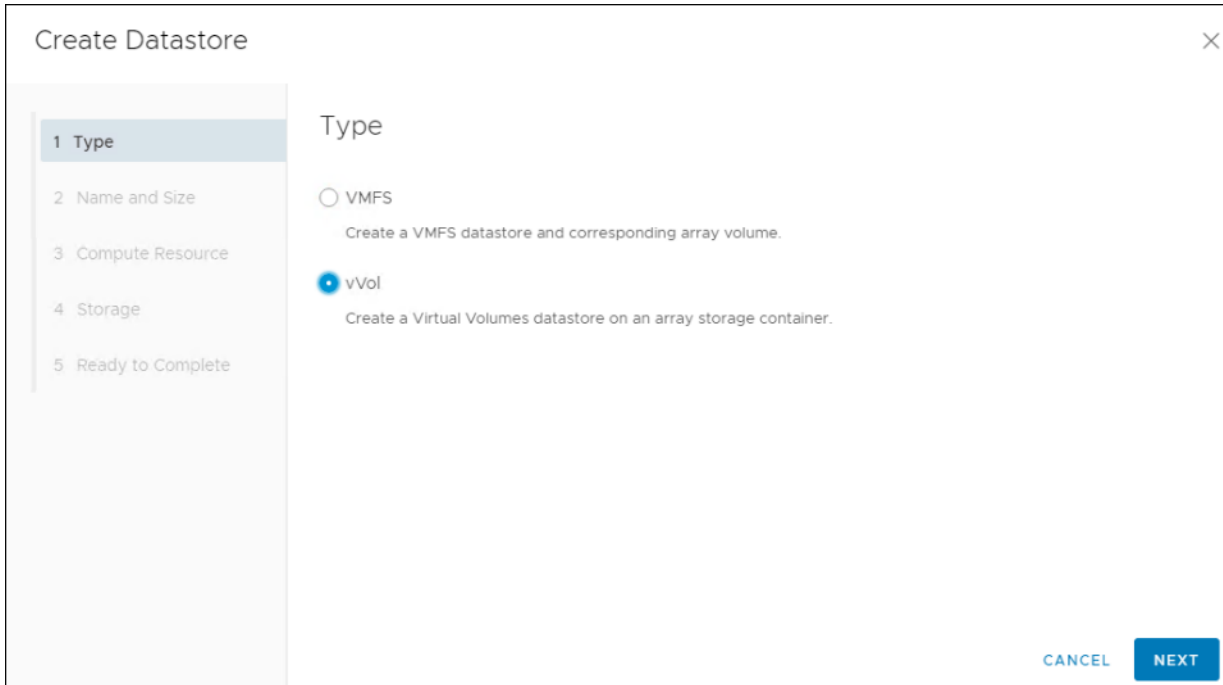 Create Datastore
1 Type
2 Name and Size
3 Compute Resource
4 Storage
5 Ready to Complete
Type
VMFS
Create a VMFS datastore and corresponding array volume.
vVol
Create a Virtual Volumes datastore on an array storage container.
CANCEL
NEXT